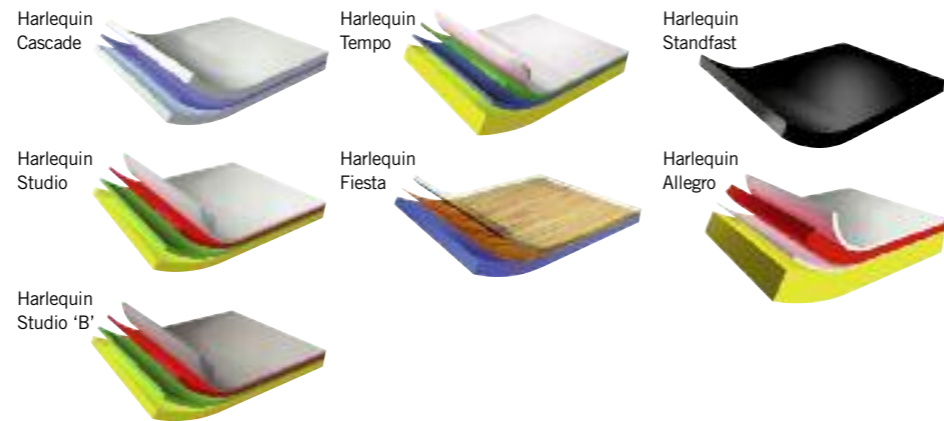 Harlequin
Cascade
Harlequin
Tempo
Harlequin
Standfast
Harlequin
Studio
Harlequin
Fiesta
Harlequin
Allegro
Harlequin
Studio ‘B’